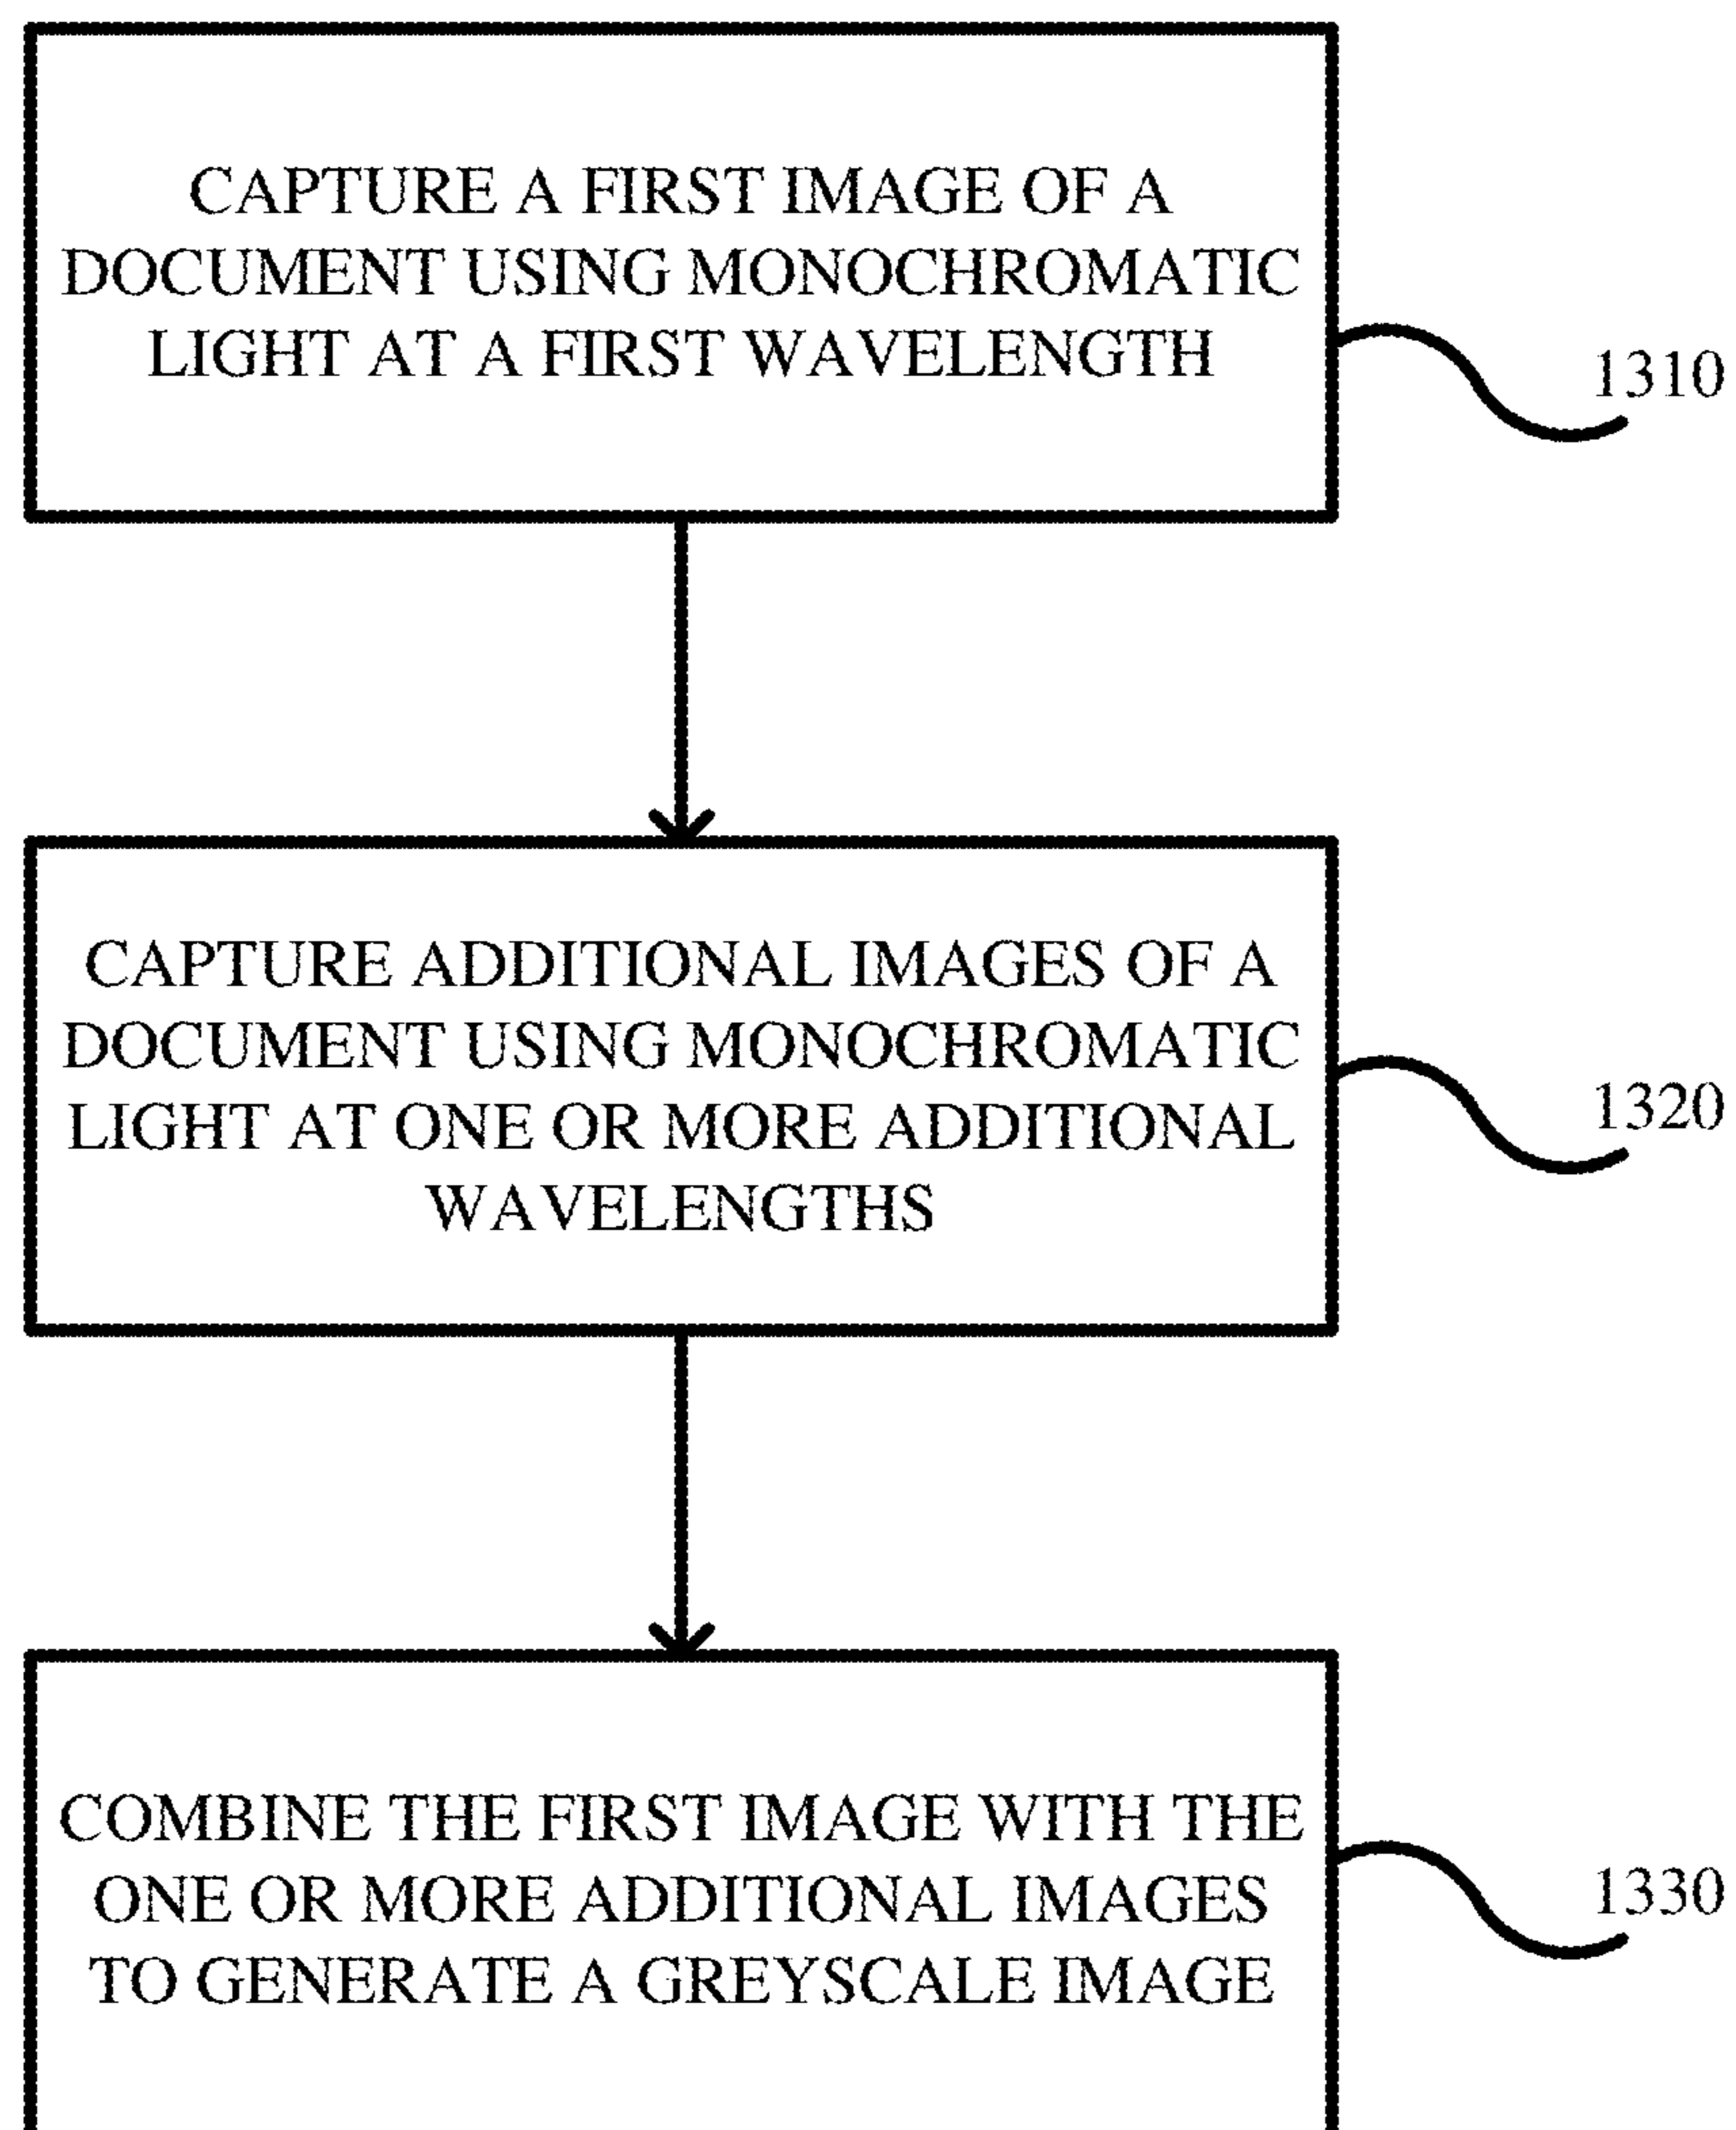 CAPTURE A FIRST IMAGE OF A
DOCUMENT USING MONOCHROMATIC
LIGHT AT A FIRST WAVELENGTH
1310
CAPTURE ADDITIONAL IMAGES OF A
DOCUMENT USING MONOCHROMATIC
LIGHT AT ONE OR MORE ADDITIONAL
WAVELENGTHS
1320
COMBINE THE FIRST IMAGE WITH THE
ONE OR MORE ADDITIONAL IMAGES
TO GENERATE A GREYSCALE IMAGE
1330